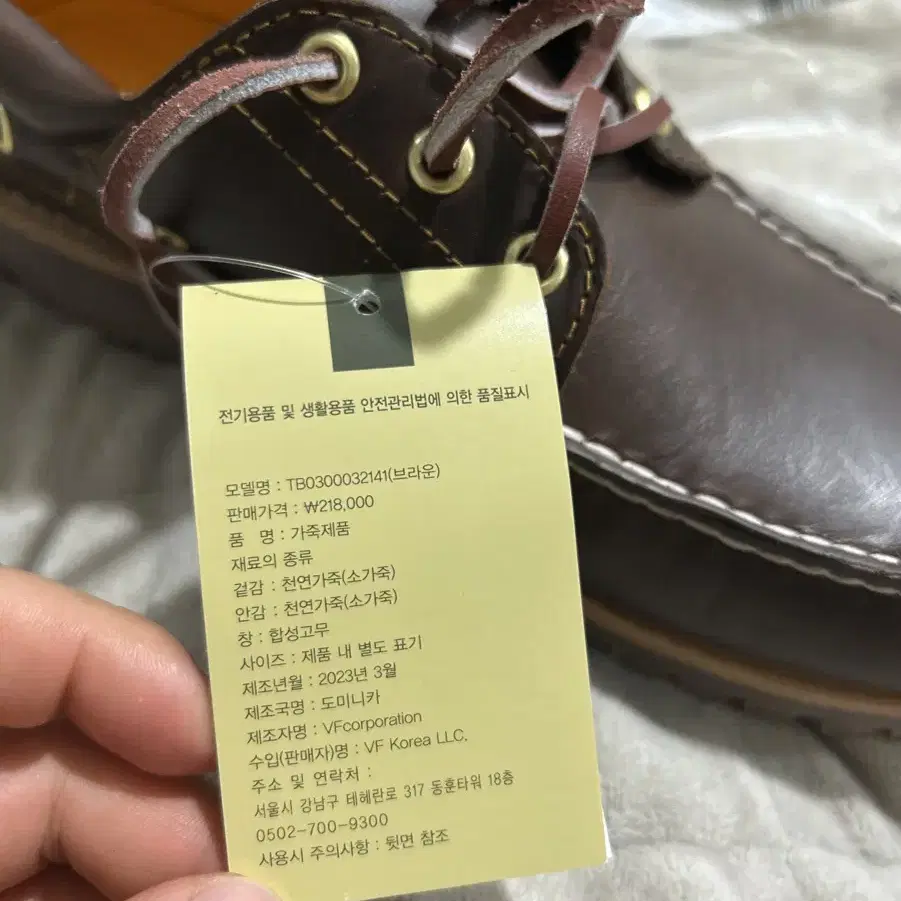 전기용품 및 생활용품 안전관리법에 의한 품질표시
모델명 : TB0300032141(브라운)
판매가격 : ₩218,000
품 명 : 가죽제품
재료의 종류
겉감 : 천연가죽(소가죽)
안감 : 천연가죽(소가죽)
창 : 합성고무
사이즈 : 제품 내 별도 표기
제조년월 : 2023년 3월
제조국명 : 도미니카
제조자명 : VFcorporation
수입(판매자)명 : VF Korea LLC.
주소 및 연락처 :
서울시 강남구 테헤란로 317 동훈타워 18층
0502-700-9300
사용시 주의사항 : 뒷면 참조